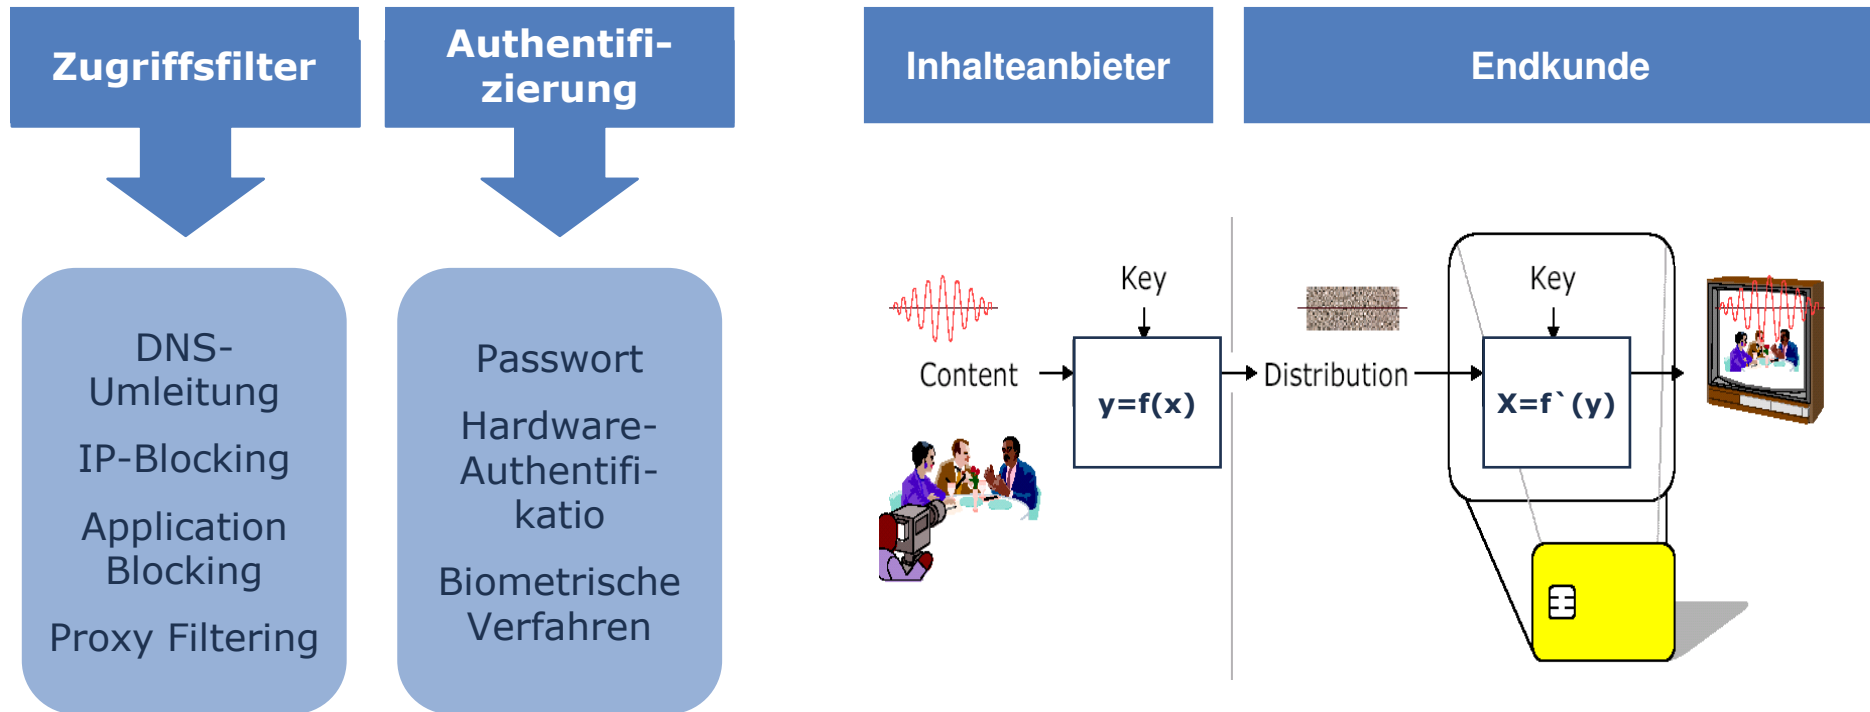 Zugriffsfilter
DNS-
Umleitung
IP-Blocking
Application
Blocking
Proxy Filtering
Authentifi-
zierung
Passwort
Hardware-
Authentifi-
katio
Biometrische
Verfahren
Inhalteanbieter
Endkunde
Key
Content
y=f(x)
Distribution
Key
X=f`(y)